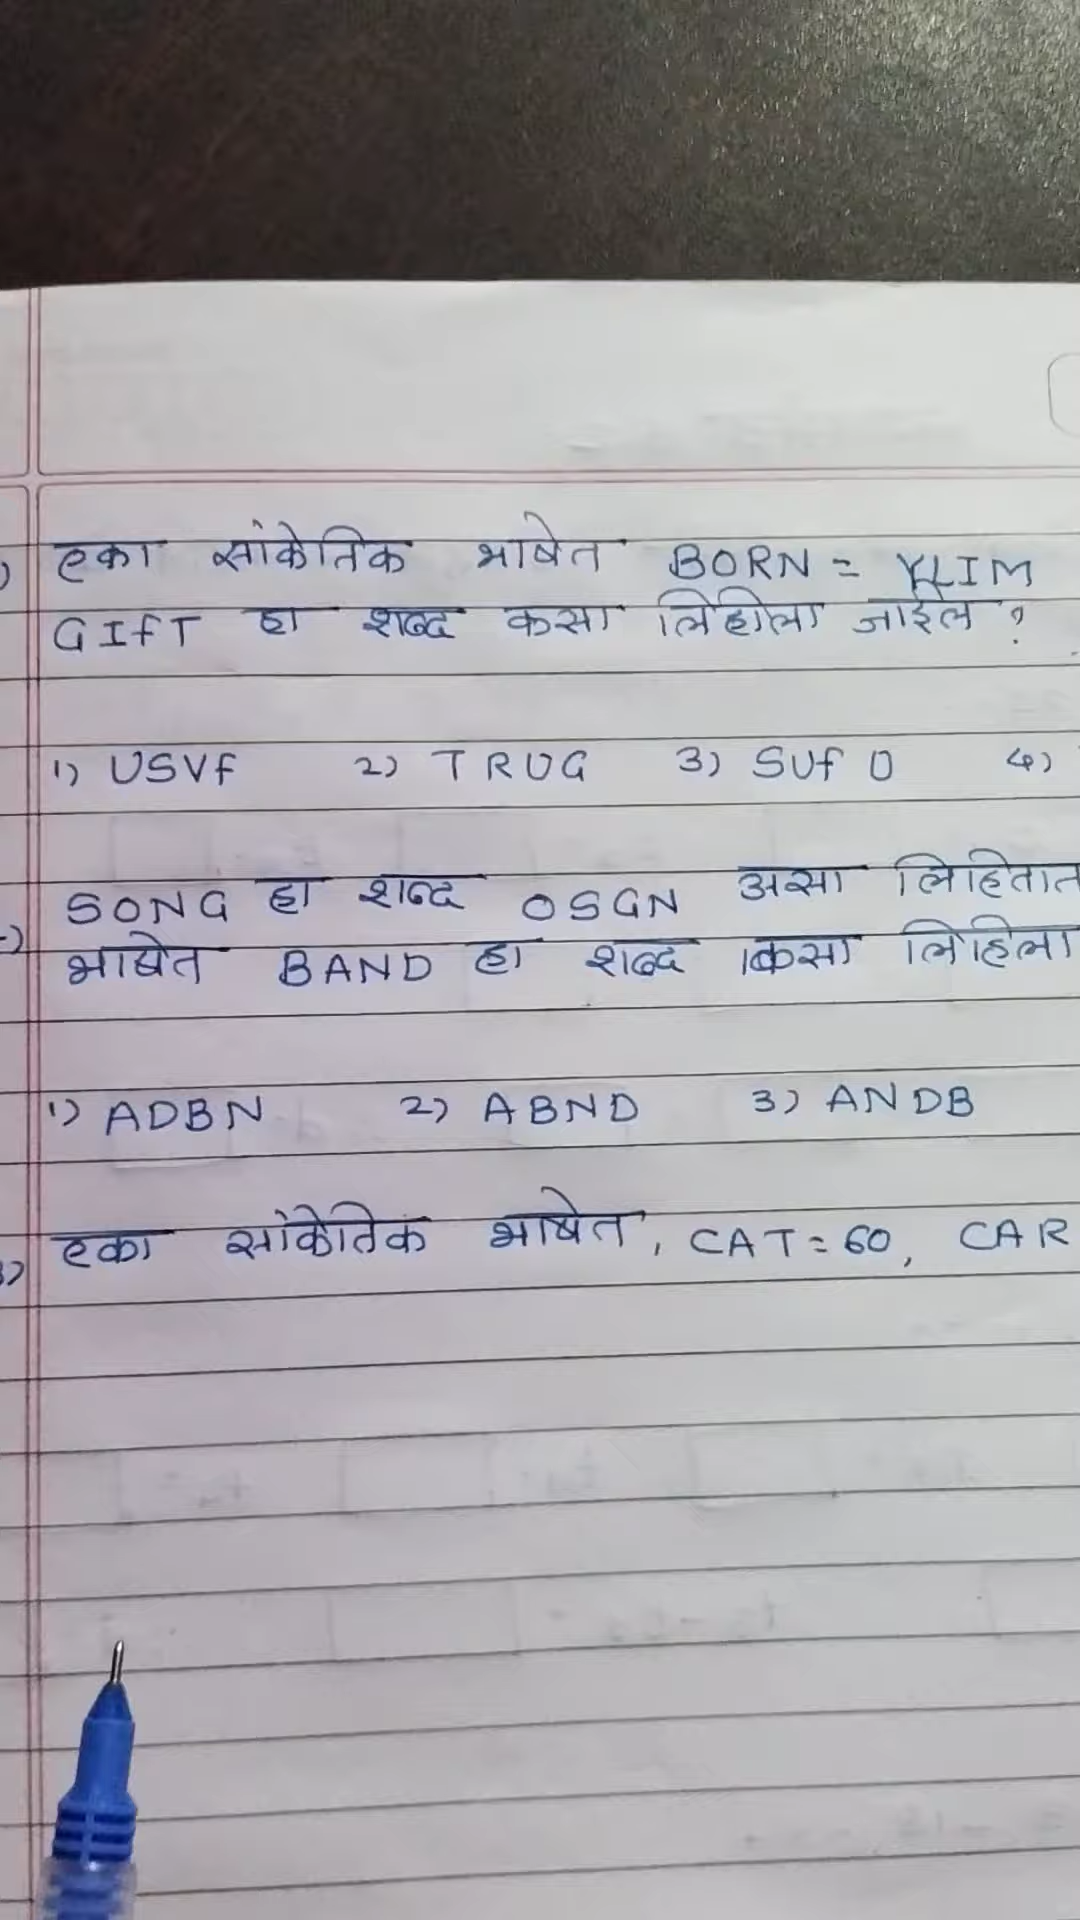 एका सांकेतिक भाषेत BORN = YLIM
GIfT हा शब्द कसा लिहीला जाईल ?
1) USVf 2) TRUG 3) SUfO 4)
SONG हा शब्द OSGN असा लिहितात
भाषेत BAND हा शब्द कसा लिहिला
1) ADBN 2) ABND 3) ANDB
एका सांकेतिक भाषेत, CAT = 60, CAR